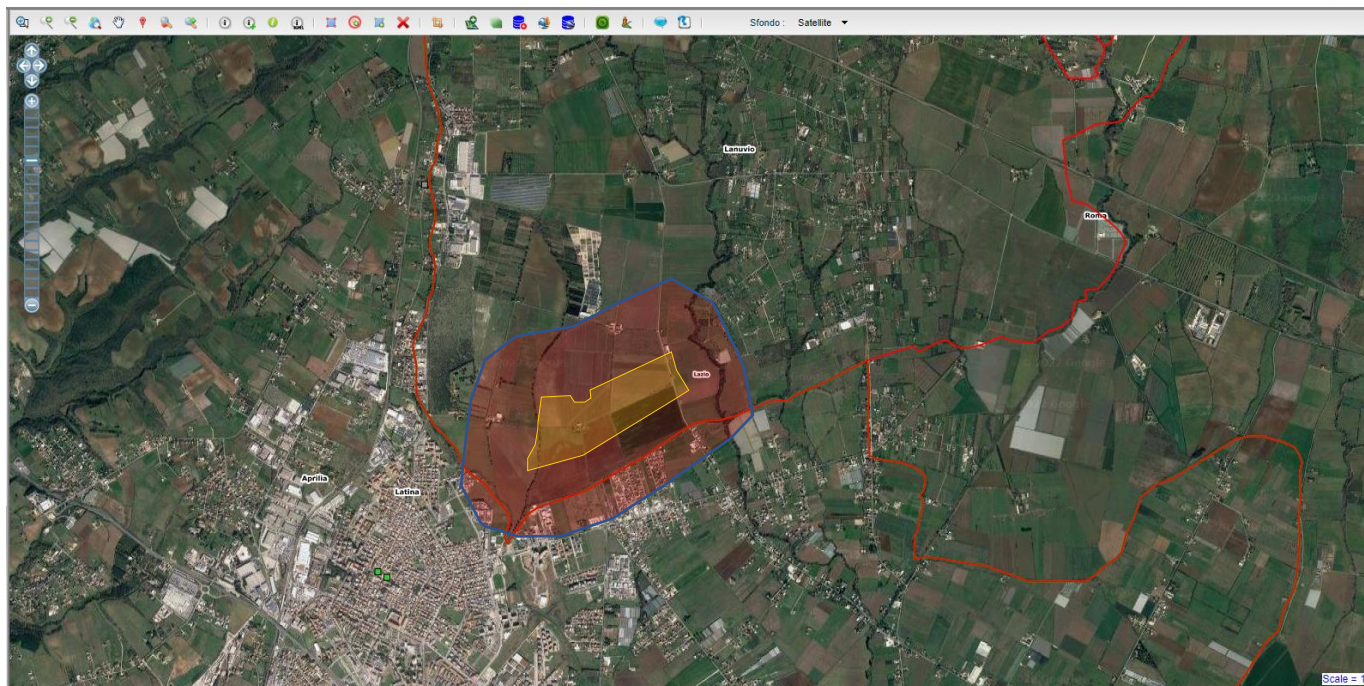 Sfondo : Satellite
Lanuvio
Roma
Lazio
Aprilia
Latina
Scale = 1